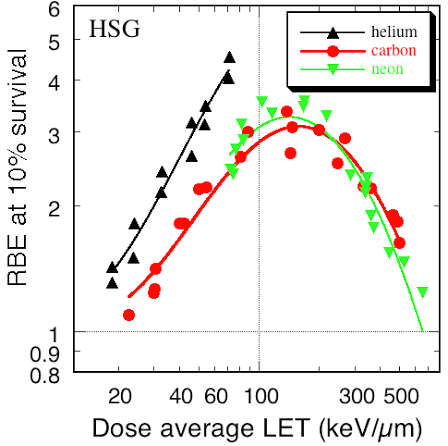 HSG
helium
carbon
neon
RBE at 10% survival
6
5
4
3
2
1
0.9
0.8
20 40 60 100 300 500
Dose average LET (keV/μm)